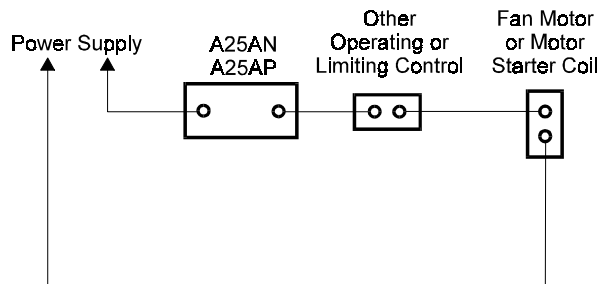 Power Supply
A25AN
A25AP
Other
Operating or
Limiting Control
Fan Motor
or Motor
Starter Coil